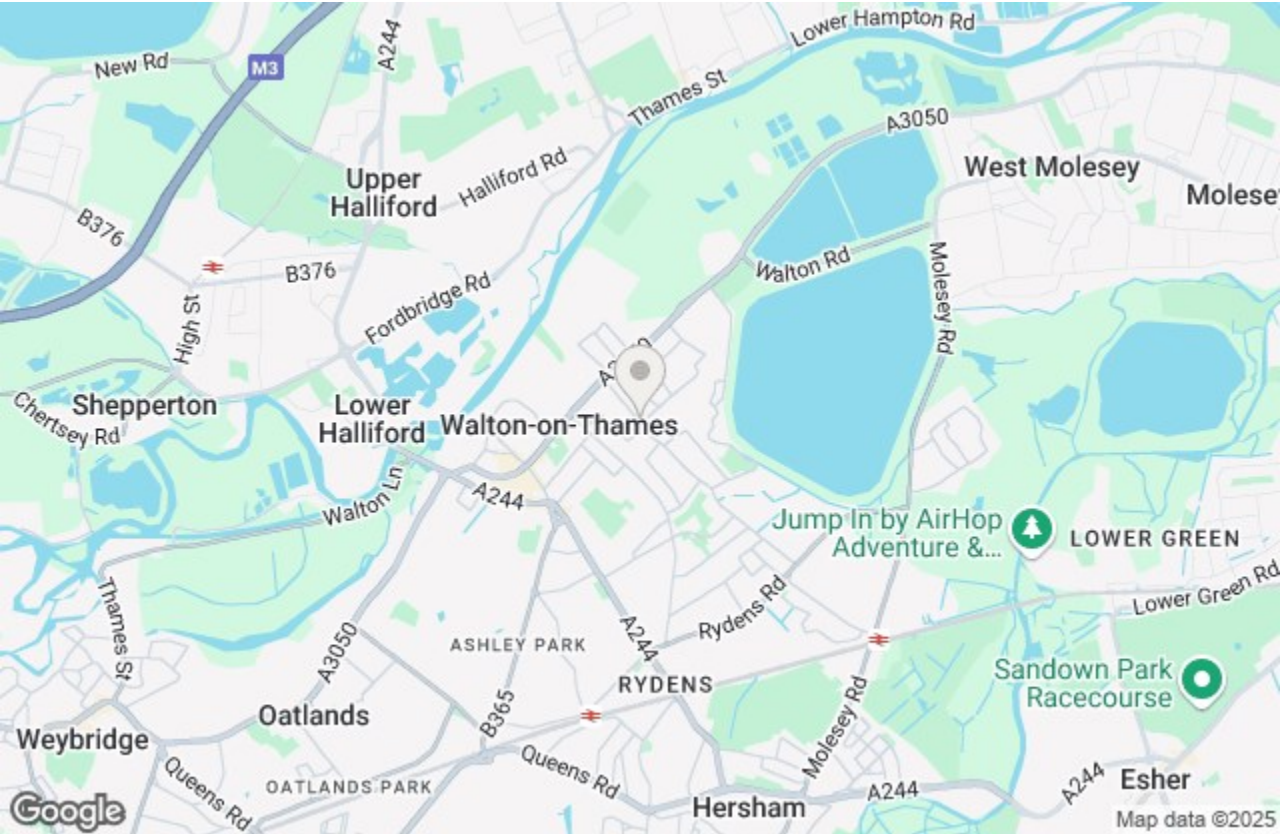 Lower Hampton Rd
A244
New Rd
M3
Thames St
A3050
West Molesey
Upper
Halliford
Halliford Rd
B376
B376
Walton Rd
Molesey Rd
Fordbridge Rd
High St
Shepperton
Chertsey Rd
Lower
Halliford
Walton-on-Thames
Walton Ln
A244
Jump In by AirHop
Adventure &...
LOWER GREEN
Thames St
Lower Green Rd
Rydens Rd
A244
A3050
ASHLEY PARK
RYDENS
Sandown Park
Racecourse
B365
Oatlands
Weybridge
Molesey Rd
Queens Rd
Queens Rd
OATLANDS PARK
Hersham
A244
A244
Esher
Google
Map data ©2025